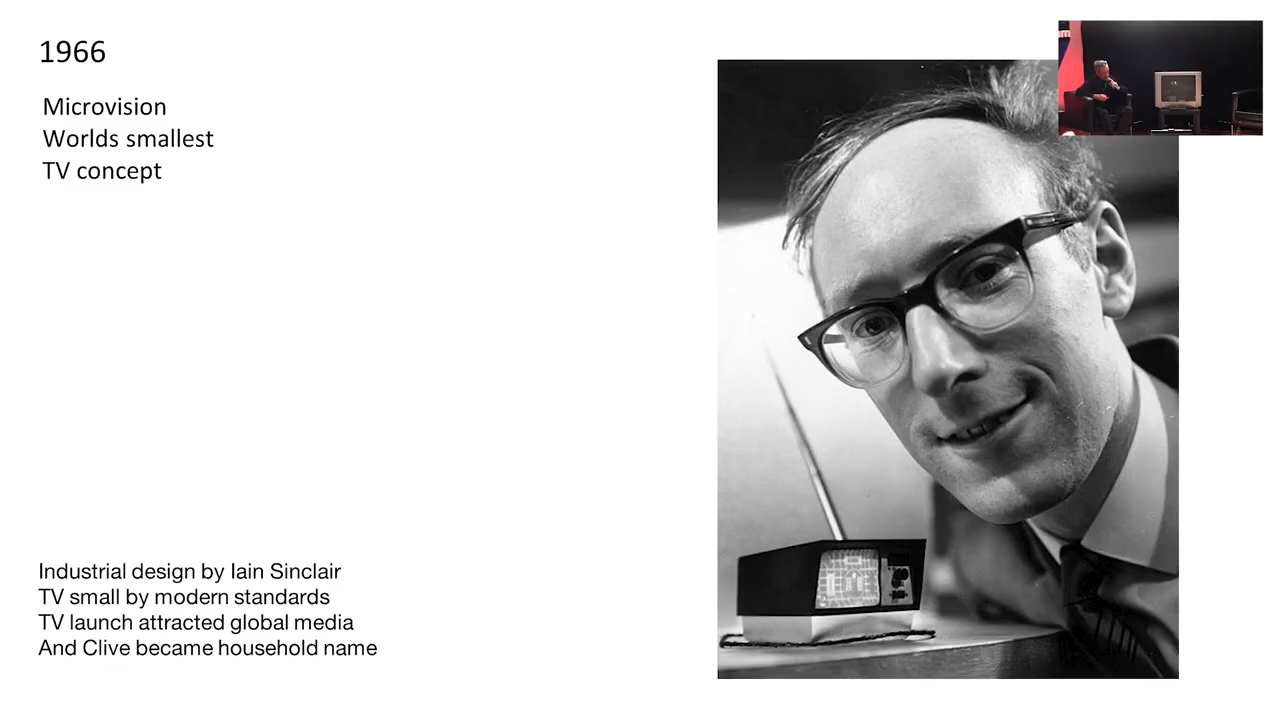 1966
Microvision
Worlds smallest
TV concept
Industrial design by Iain Sinclair
TV small by modern standards
TV launch attracted global media
And Clive became household name